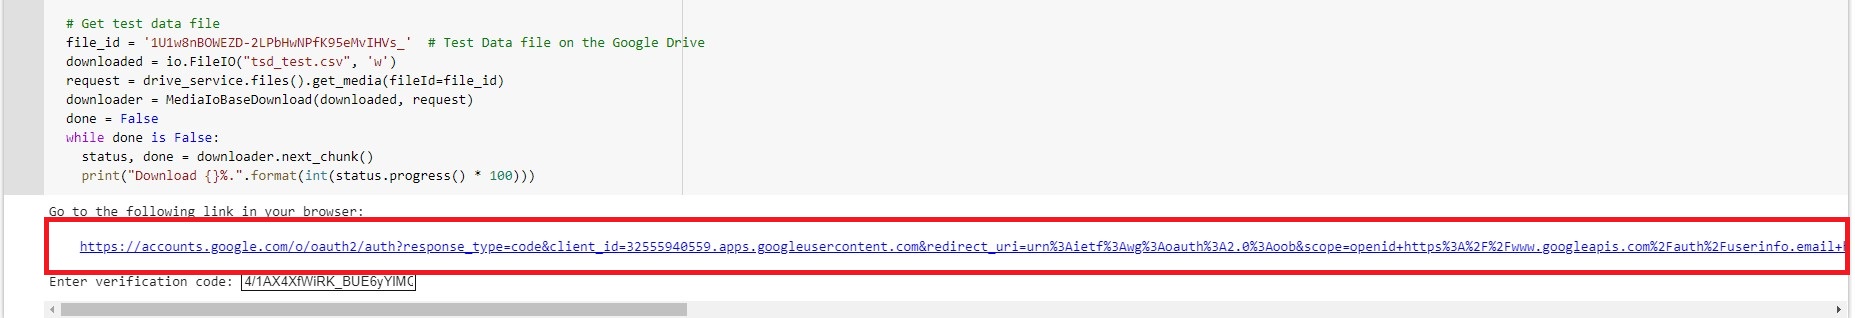 # Get test data file
file_id = '1U1w8nBOWEZD-2LPbHwNPfK95eMvIHVs_'  # Test Data file on the Google Drive
downloaded = io.FileIO("tsd_test.csv", 'w')
request = drive_service.files().get_media(fileId=file_id)
downloader = MediaIoBaseDownload(downloaded, request)
done = False
while done is False:
  status, done = downloader.next_chunk()
  print("Download {}%.".format(int(status.progress() * 100)))
Go to the following link in your browser:
https://accounts.google.com/o/oauth2/auth?response_type=code&client_id=32555940559.apps.googleusercontent.com&redirect_uri=urn%3Aietf%3Awg%3Aoauth%3A2.0%3Aoob&scope=openid+https%3A%2F%2Fwww.googleapis.com%2Fauth%2Fuserinfo.email+
Enter verification code: 4/1AX4XfWiRK_BUE6yYIMC